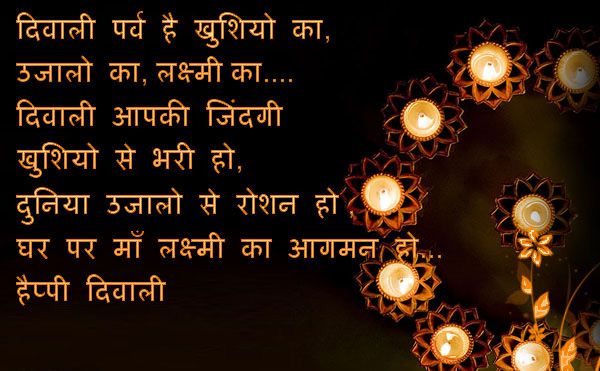 दिवाली पर्व है खुशियो का,
उजालो का, लक्ष्मी का....
दिवाली आपकी जिंदगी
खुशियो से भरी हो,
दुनिया उजालो से रोशन हो
घर पर माँ लक्ष्मी का आगमन हो...
हैप्पी दिवाली